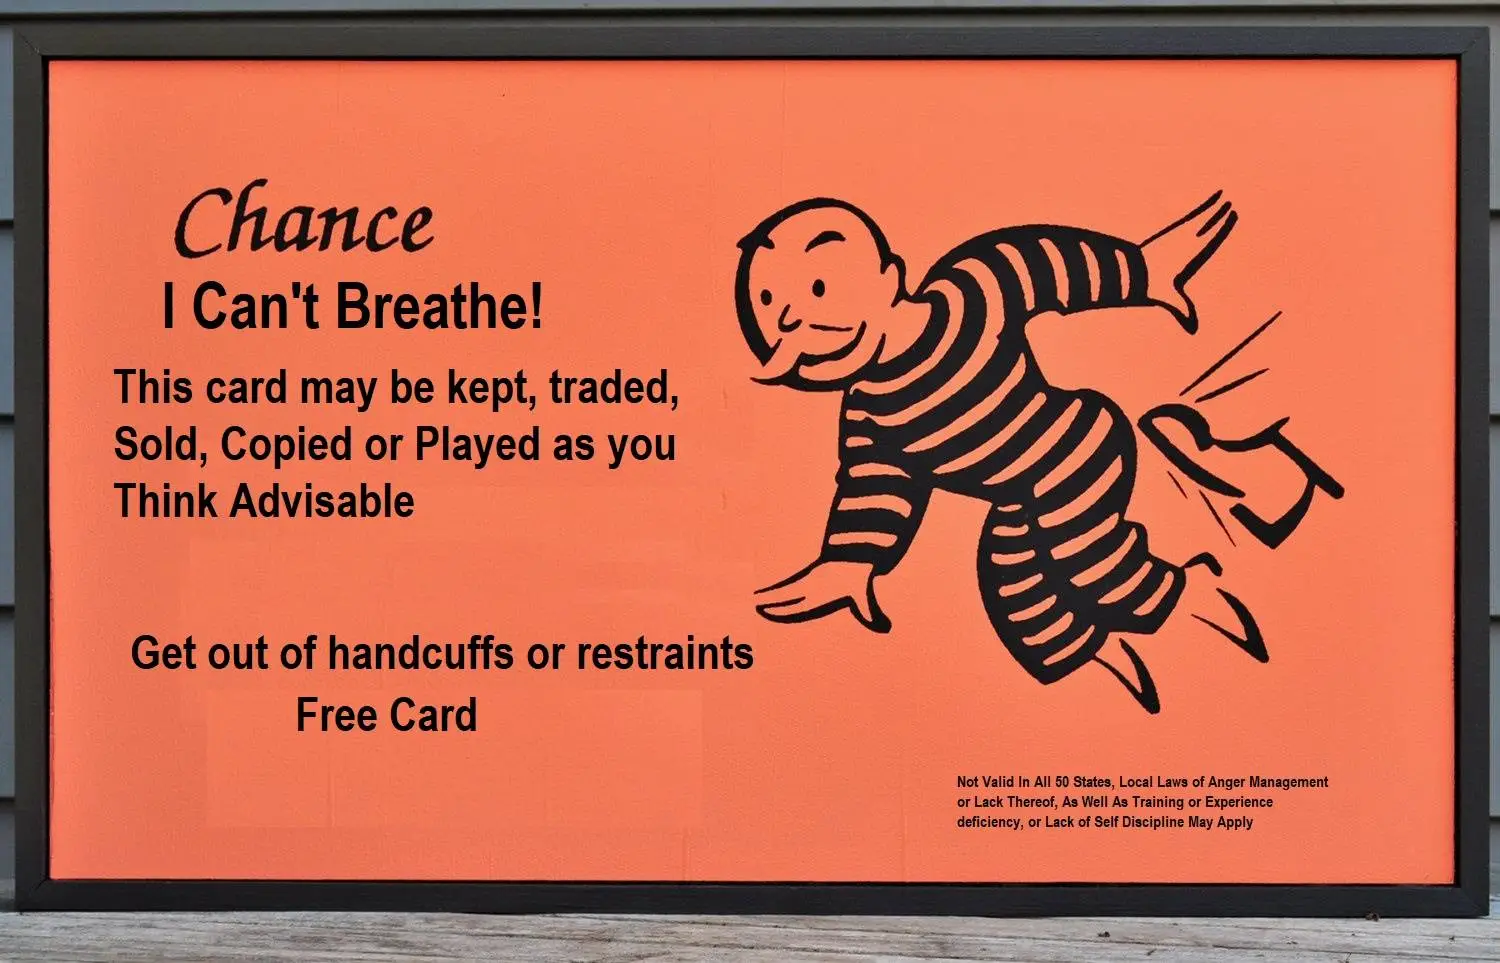 Chance
I Can't Breathe!
This card may be kept, traded,
Sold, Copied or Played as you
Think Advisable
Get out of handcuffs or restraints
Free Card
Not Valid In All 50 States, Local Laws of Anger Management
or Lack Thereof, As Well As Training or Experience
deficiency, or Lack of Self Discipline May Apply